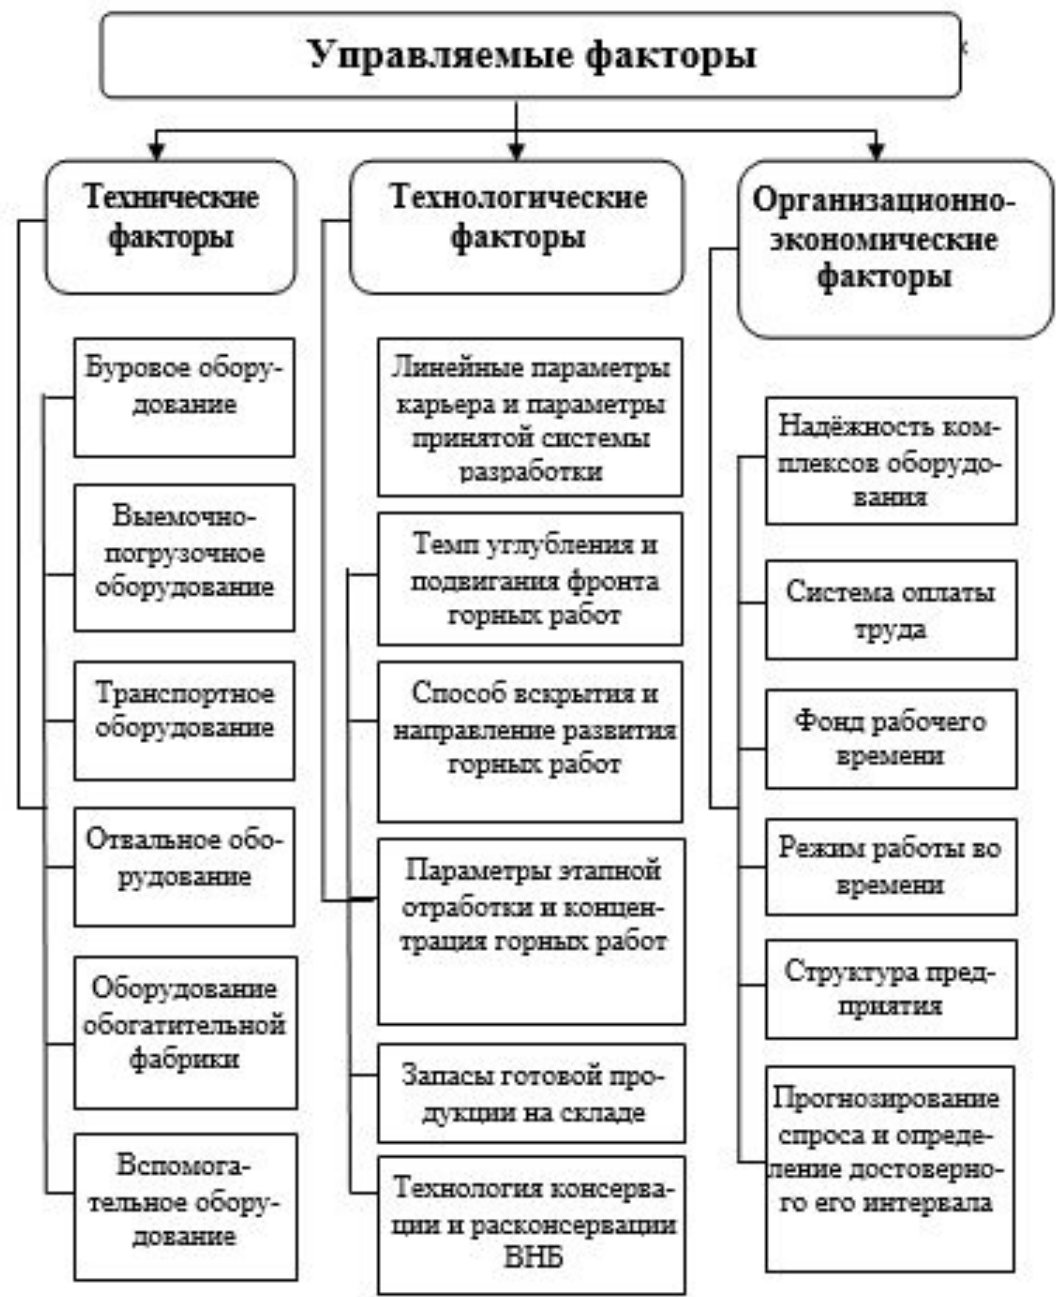 Управляемые факторы
Технические
факторы
Буровое обору-
дование
Выемочно-
погрузочное
оборудование
Транспортное
оборудование
Отвальное обо-
рудование
Оборудование
обогатительной
фабрики
Вспомога-
тельное обору-
дование
Технологические
факторы
Линейные параметры
карьера и параметры
принятой системы
разработки
Темп углубления и
подвигания фронта
горных работ
Способ вскрытия и
направление развития
горных работ
Параметры этапной
отработки и концен-
трация горных работ
Запасы готовой про-
дукции на складе
Технология консерва-
ции и расконсервации
ВНБ
Организационно-
экономические
факторы
Надёжность ком-
плексов оборудо-
вания
Система оплаты
труда
Фонд рабочего
времени
Режим работы во
времени
Структура пред-
приятия
Прогнозирование
спроса и опреде-
ление достоверно-
го его интервала